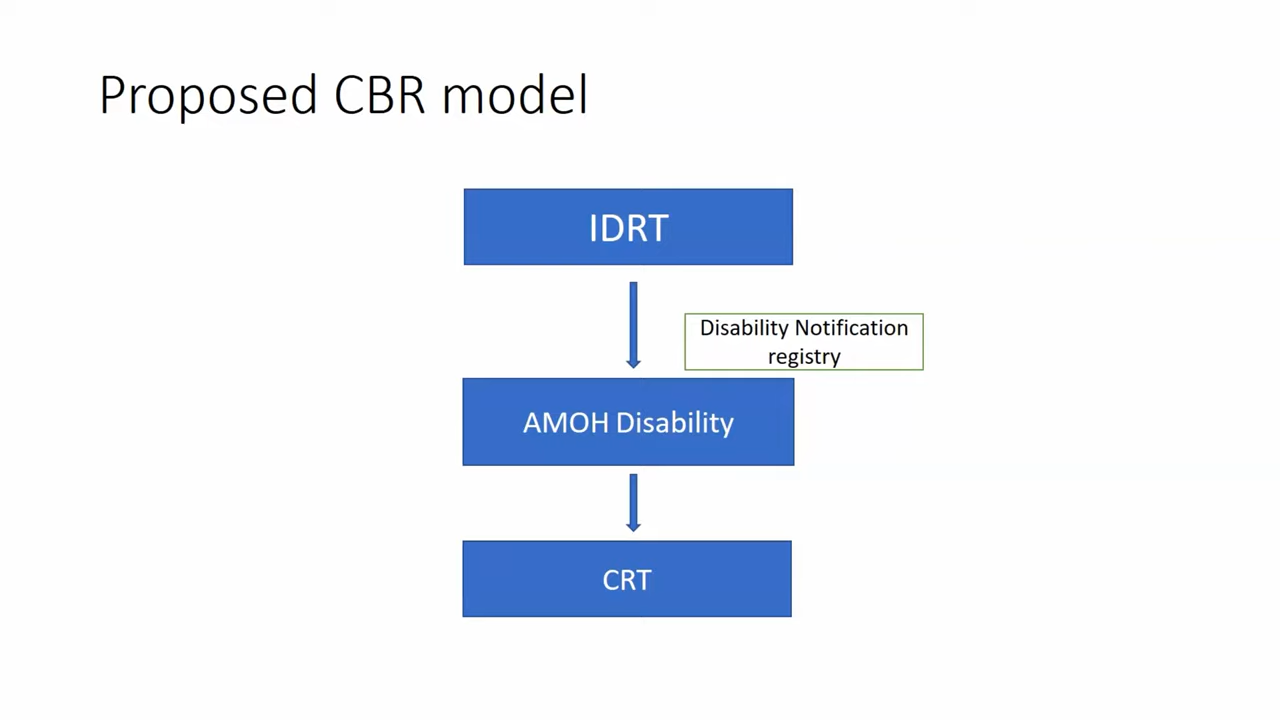 Proposed CBR model
IDRT
Disability Notification
registry
AMOH Disability
CRT